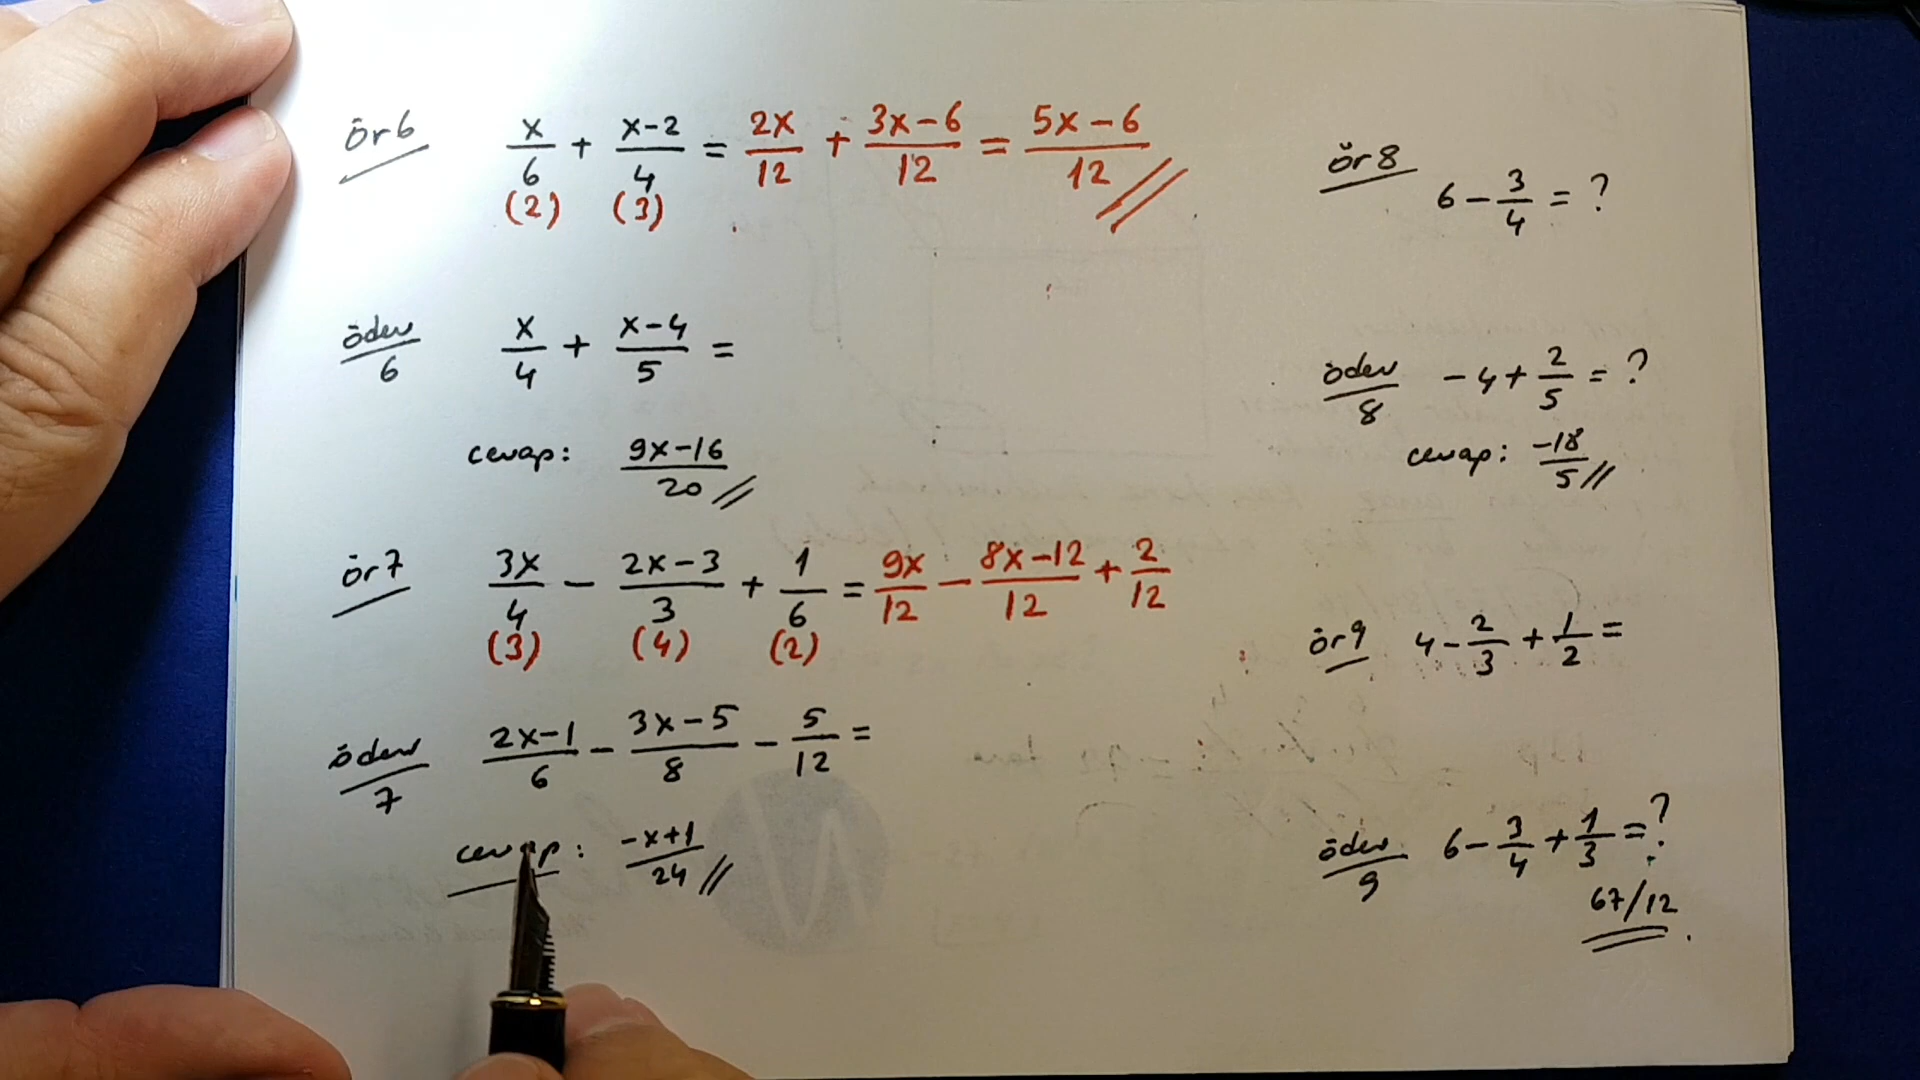 ör6 x/6 + x-2/4 = 2x/12 + 3x-6/12 = 5x-6/12
(2) (3)
ödev/6 x/4 + x-4/5 =
cevap: 9x-16/20
ör7 3x/4 - 2x-3/3 + 1/6 = 9x/12 - 8x-12/12 + 2/12
(3) (4) (2)
ödev/7 2x-1/6 - 3x-5/8 - 5/12 =
cevap: -x+1/24
ör8 6 - 3/4 = ?
ödev/8 -4 + 2/5 = ?
cevap: -18/5
ör9 4 - 2/3 + 1/2 =
ödev/9 6 - 3/4 + 1/3 = ?
67/12